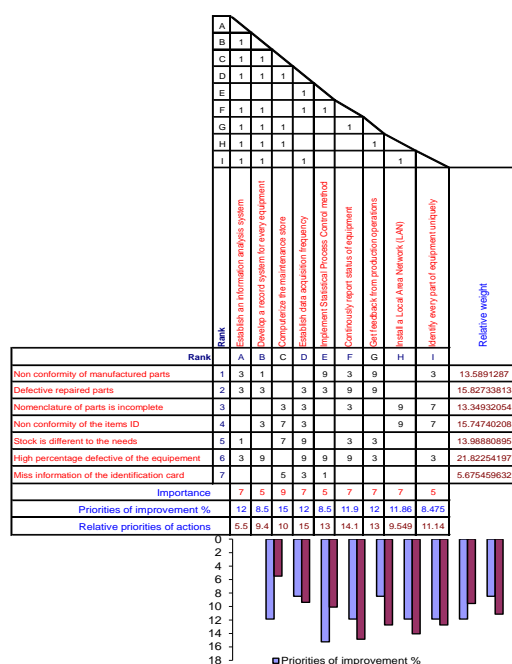 A
B 1
C 1 1
D 1 1 1
E 1
F 1 1 1 1
G 1 1 1 1
H 1 1 1 1
I 1 1 1 1
Rank
Establish an information analysis system
Develop a record system for every equipment
Computerize the maintenance store
Establish data acquisition frequency
Implement Statistical Process Control method
Continously report status of equipment
Get feedback from production operations
Install a Local Area Network (LAN)
Identify every part of equipment uniquely
Relative weight
Rank A B C D E F G H I
Non conformity of manufactured parts 1 3 1 9 3 9 3 13.5891287
Defective repaired parts 2 3 3 3 3 9 9 15.82733813
Nomenclature of parts is incomplete 3 3 3 3 9 7 13.34932054
Non conformity of the items ID 4 3 7 3 9 7 15.74740208
Stock is different to the needs 5 1 7 9 3 3 13.98880895
High percentage defective of the equipement 6 3 9 9 9 3 9 3 21.82254197
Miss information of the identification card 7 5 3 1 5.675459632
Importance 7 5 9 7 5 7 7 7 5
Priorities of improvement % 12 8.5 15 12 8.5 11.9 12 11.86 8.475
Relative priorities of actions 5.5 9.4 10 15 13 14.1 13 9.549 11.14
0
2
4
6
8
10
12
14
16
18
Priorities of improvement %